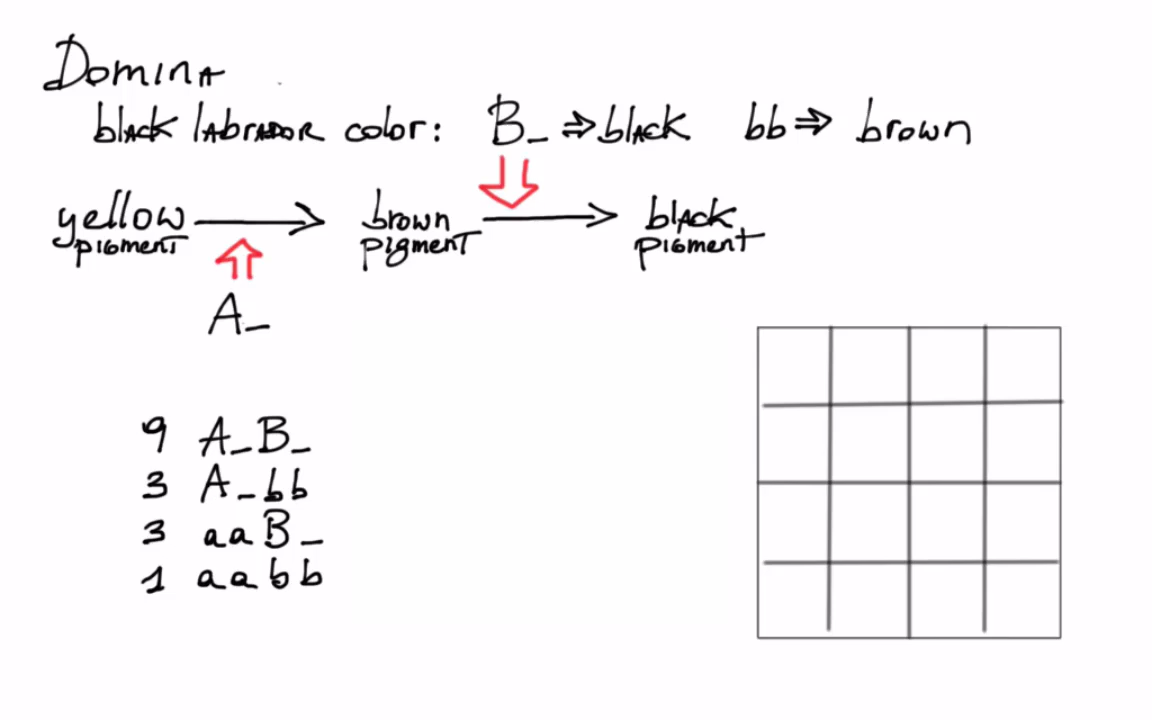 Domina
black labrador color: B_ ⇒ black bb ⇒ brown
yellow pigment → brown pigment → black pigment
A_
9 A_B_
3 A_bb
3 aaB_
1 aabb